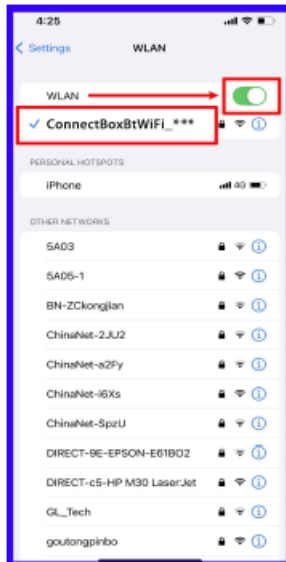 4:25
Settings WLAN
WLAN
✓ ConnectBoxBtWiFi_***
PERSONAL HOTSPOTS
iPhone 4G
OTHER NETWORKS
5A03
5A05-1
BN-ZCkongjian
ChinaNet-2JU2
ChinaNet-a2Fy
ChinaNet-i6Xs
ChinaNet-SpzU
DIRECT-9E-EPSON-E61B02
DIRECT-c5-HP M30 LaserJet
GL_Tech
goutongpinbo